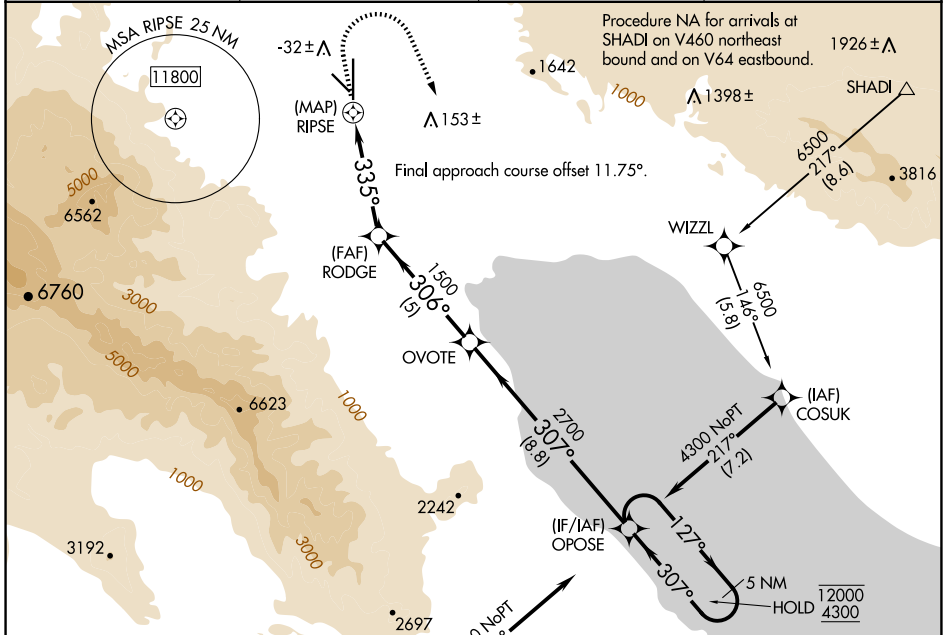 MSA RIPSE 25 NM
11800
-32±
(MAP)
RIPSE
153±
1642
Procedure NA for arrivals at
SHADI on V460 northeast
bound and on V64 eastbound.
1926±
1000
1398±
SHADI
6500
217°
(8.6)
3816
Final approach course offset 11.75°.
335°
5000
6562
WIZZL
(FAF)
RODGE
1500
306°
(5)
6500
146°
(5.8)
6760
3000
OVOTE
5000
6623
1000
(IAF)
COSUK
4300 NoPT
217°
(7.2)
2700
307°
(8.8)
1000
2242
(IF/IAF)
OPOSE
127°
307°
5 NM
HOLD
12000
4300
3192
3000
2697
NoPT